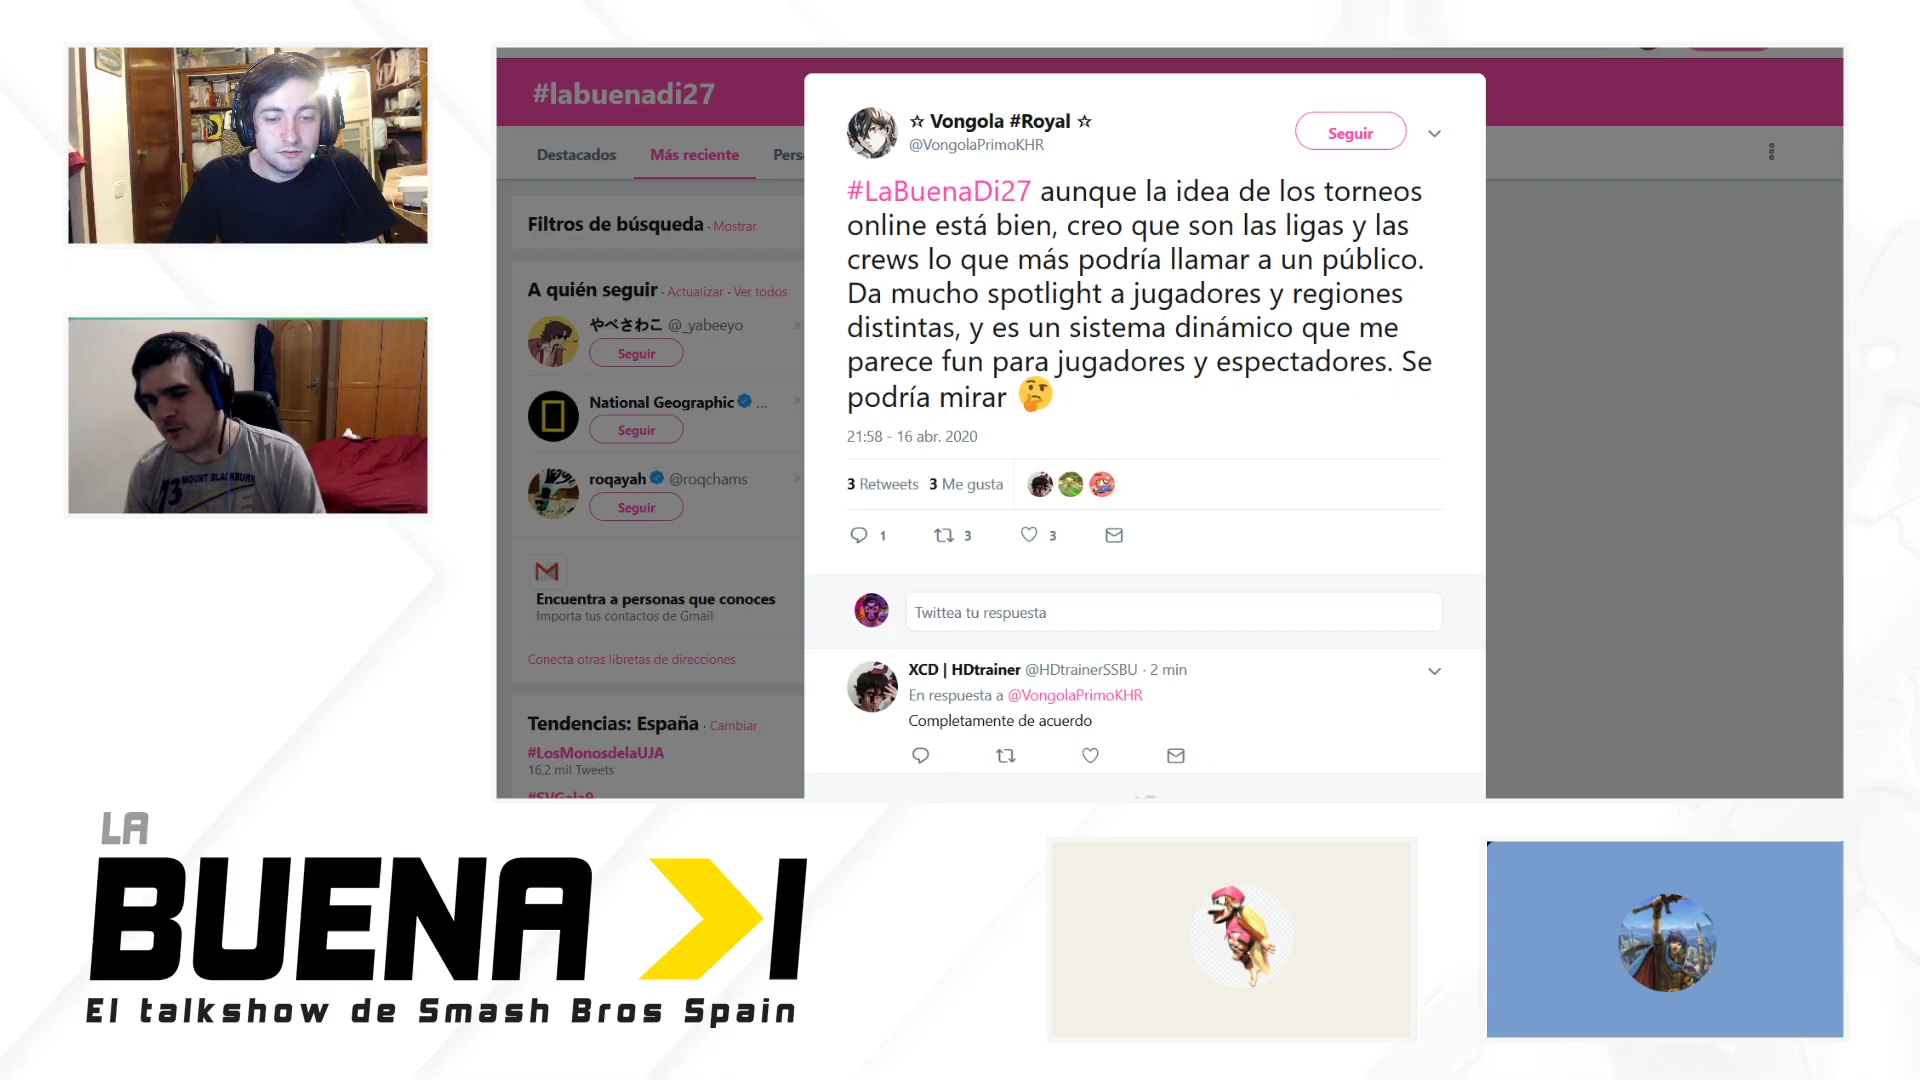 #labuenadi27
Destacados Más reciente Pers
Filtros de búsqueda · Mostrar
A quién seguir · Actualizar · Ver todos
やべさわこ @_yabeeyo
Seguir
National Geographic ...
Seguir
roqayah @roqchams
Seguir
Encuentra a personas que conoces
Importa tus contactos de Gmail
Conecta otras libretas de direcciones
Tendencias: España · Cambiar
#LosMonosdelaUJA
16,2 mil Tweets
#SVGala9
☆ Vongola #Royal ☆
@VongolaPrimoKHR
Seguir
#LaBuenaDi27 aunque la idea de los torneos
online está bien, creo que son las ligas y las
crews lo que más podría llamar a un público.
Da mucho spotlight a jugadores y regiones
distintas, y es un sistema dinámico que me
parece fun para jugadores y espectadores. Se
podría mirar 🤔
21:58 - 16 abr. 2020
3 Retweets 3 Me gusta
1 3 3
Twittea tu respuesta
XCD | HDtrainer @HDtrainerSSBU · 2 min
En respuesta a @VongolaPrimoKHR
Completamente de acuerdo
73 MOUNT BLACKBURN
LA
BUENA DI
El talkshow de Smash Bros Spain